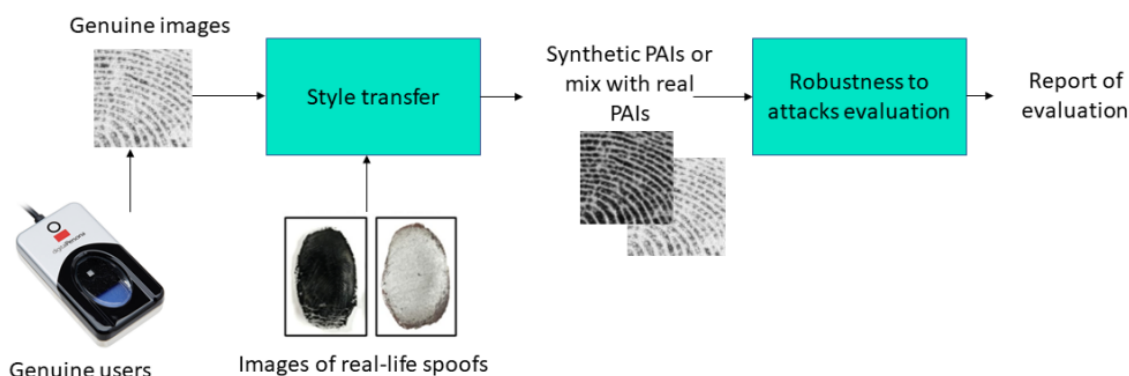 Genuine images
Style transfer
Synthetic PAIs or
mix with real
PAIs
Robustness to
attacks evaluation
Report of
evaluation
digitalPersona
Genuine users
Images of real-life spoofs